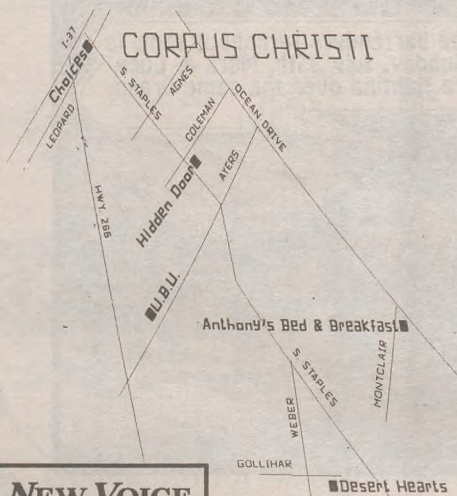 CORPUS CHRISTI
I-37
Choices
LEOPARD
S. STAPLES
AGNES
COLEMAN
OCEAN DRIVE
AYERS
Hidden Door
HWY. 286
U.B.U.
Anthony's Bed & Breakfast
S. STAPLES
MONTCLAIR
WEBER
GOLLIHAR
Desert Hearts
NEW VOICE